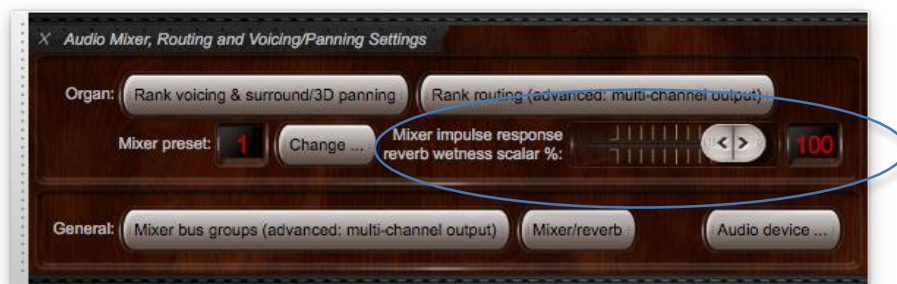 X Audio Mixer, Routing and Voicing/Panning Settings
Organ: Rank voicing & surround/3D panning Rank routing (advanced: multi-channel output)
Mixer preset: 1 Change ... Mixer impulse response
reverb wetness scalar %: < > 100
General: Mixer bus groups (advanced: multi-channel output) Mixer/reverb Audio device ...